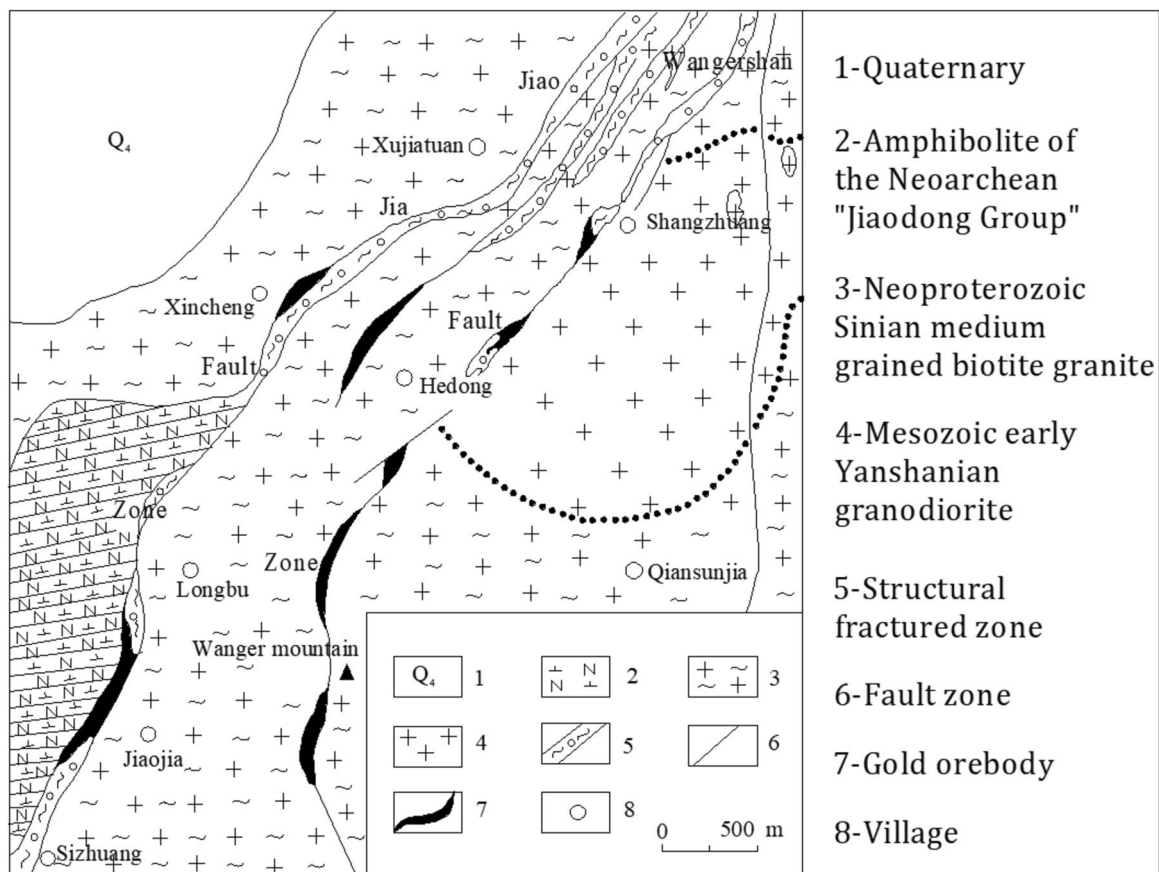 Q4
Jiao
Wangershan
Xujiatuan
Jia
Shangzhuang
Xincheng
Fault
Fault
Hedong
Zone
Zone
Longbu
Qiansunjia
Wanger mountain
Jiaojia
Sizhuang
Q4 1
N N 2
3
4
5
6
7
8
0 500 m
1-Quaternary
2-Amphibolite of
the Neoarchean
"Jiaodong Group"
3-Neoproterozoic
Sinian medium
grained biotite granite
4-Mesozoic early
Yanshanian
granodiorite
5-Structural
fractured zone
6-Fault zone
7-Gold orebody
8-Village